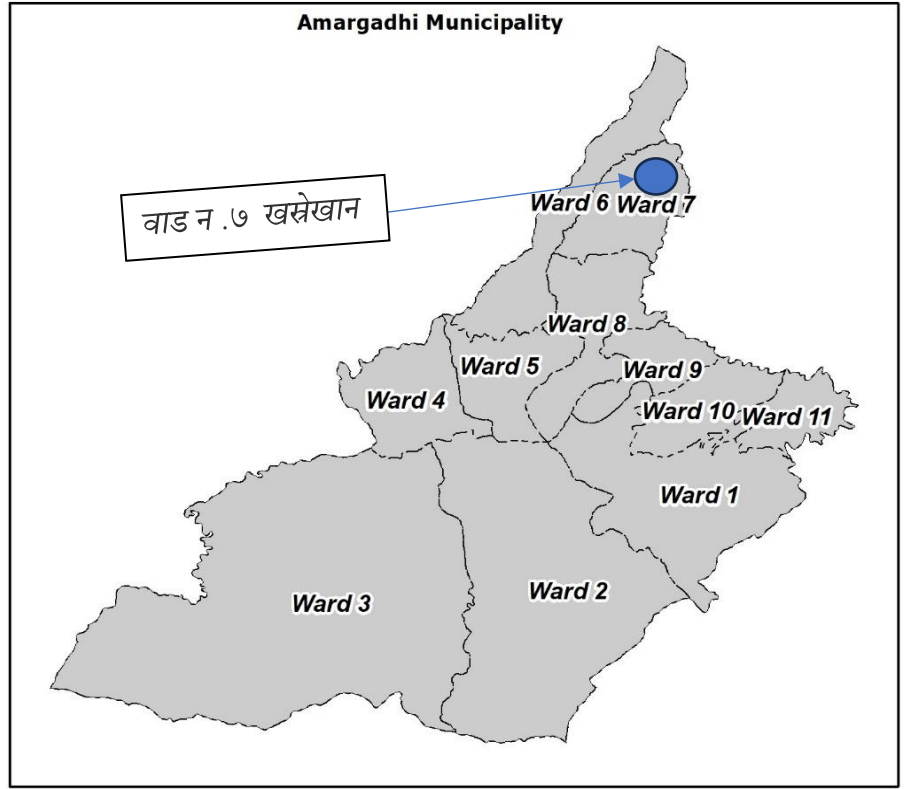 Amargadhi Municipality
वाड न .७ खस्रेखान
Ward 6 Ward 7
Ward 8
Ward 5
Ward 9
Ward 4
Ward 10 Ward 11
Ward 1
Ward 2
Ward 3